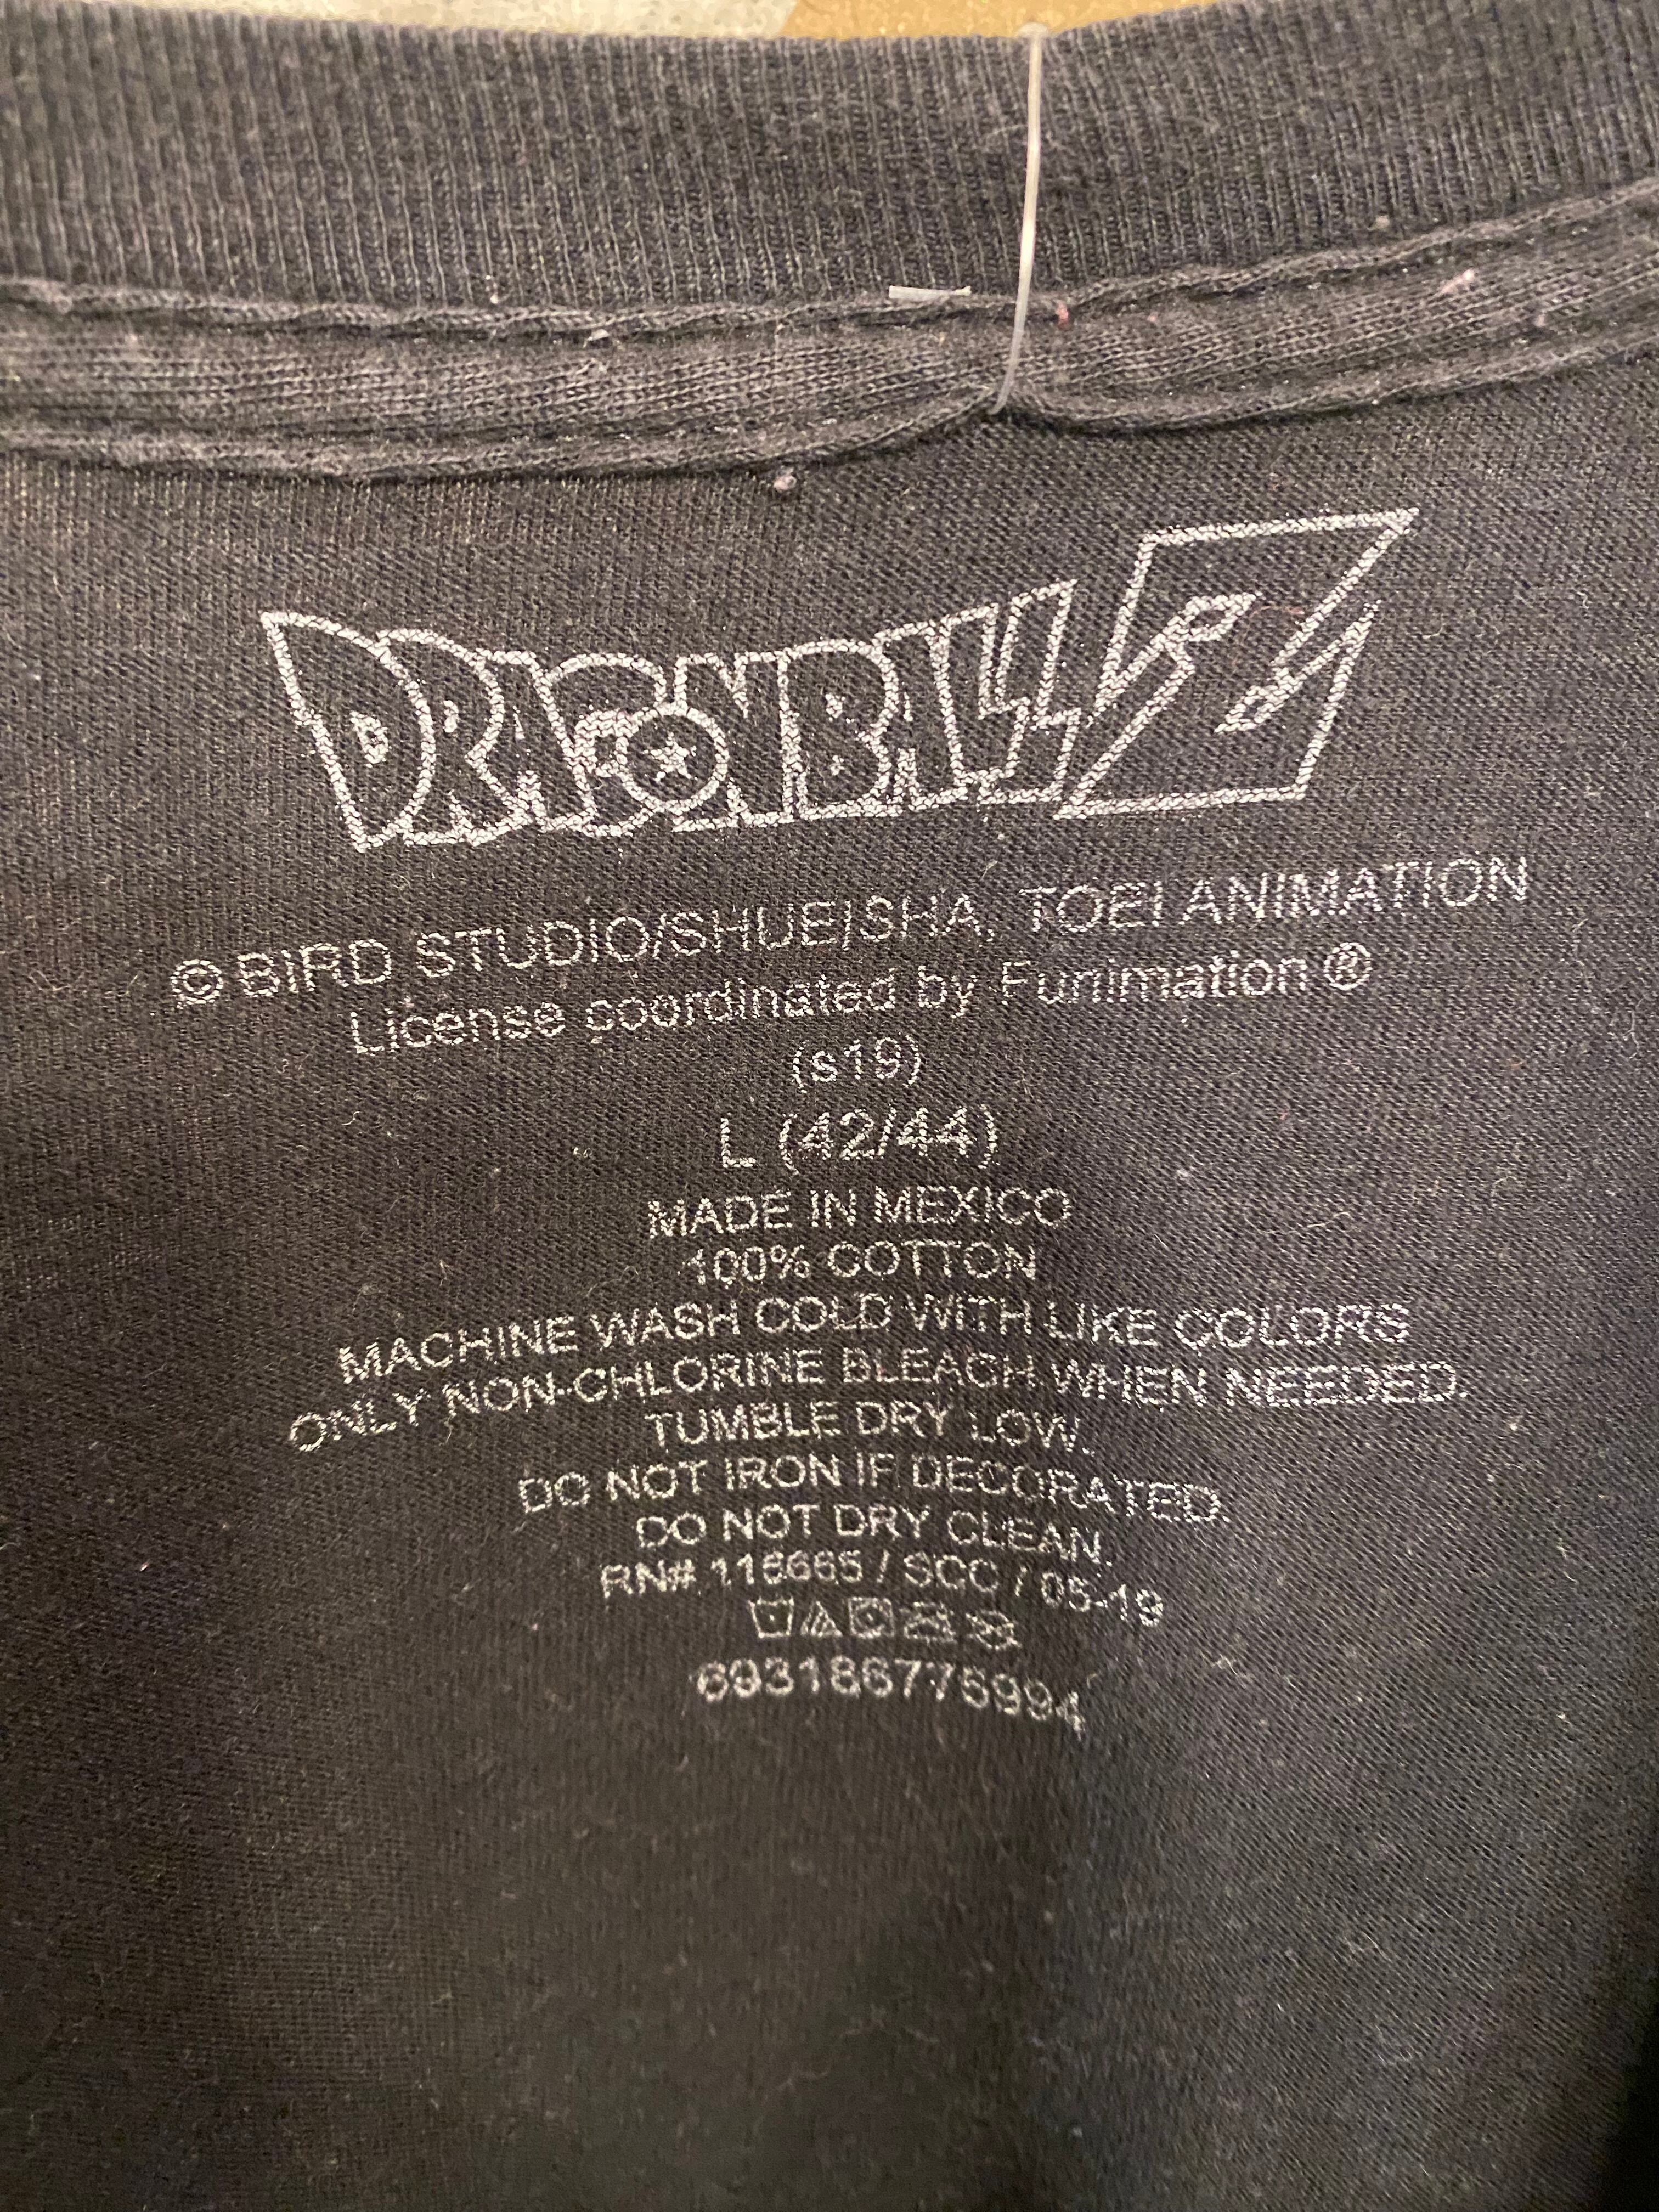 DRAGONBALL Z
© BIRD STUDIO/SHUEISHA, TOEI ANIMATION
License coordinated by Funimation ®
(s19)
L (42/44)
MADE IN MEXICO
100% COTTON
MACHINE WASH COLD WITH LIKE COLORS
ONLY NON-CHLORINE BLEACH WHEN NEEDED.
TUMBLE DRY LOW.
DO NOT IRON IF DECORATED.
DO NOT DRY CLEAN.
RN# 115665 / SCC / 05-19
693186775994